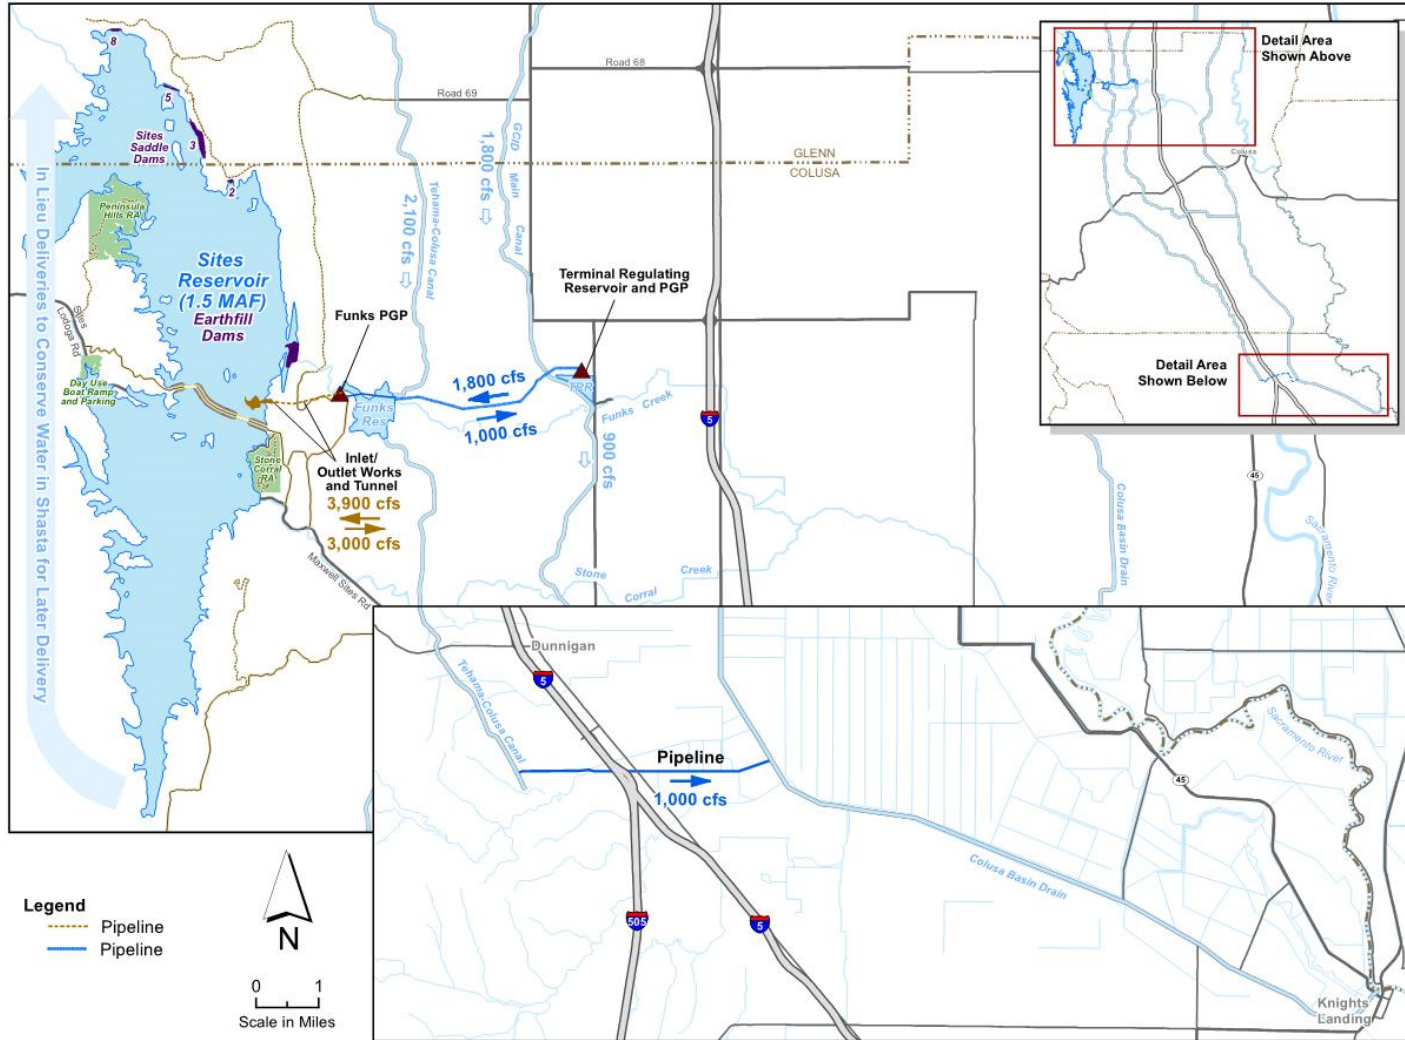 8
5
3
2
Sites
Saddle
Dams
Peninsula
Hills RA
Sites
Reservoir
(1.5 MAF)
Earthfill
Dams
In Lieu Deliveries to Conserve Water in Shasta for Later Delivery
Sites
Lodoga Rd
Day Use
Boat Ramp
and Parking
Stone
Corral
RA
Road 68
Road 69
GLENN
COLUSA
GCID Main Canal
1,800 cfs
Tehama-Colusa Canal
2,100 cfs
Terminal Regulating
Reservoir and PGP
Funks PGP
1,800 cfs
1,000 cfs
TRR
Funks
Res
Funks Creek
900 cfs
Inlet/
Outlet Works
and Tunnel
3,900 cfs
3,000 cfs
Maxwell Sites Rd
Stone Corral Creek
5
Colusa Basin Drain
45
Sacramento River
Detail Area
Shown Above
Colusa
Detail Area
Shown Below
Dunnigan
5
Tehama-Colusa Canal
Pipeline
1,000 cfs
505
5
Colusa Basin Drain
45
Sacramento River
Knights
Landing
Legend
Pipeline
Pipeline
N
0 1
Scale in Miles